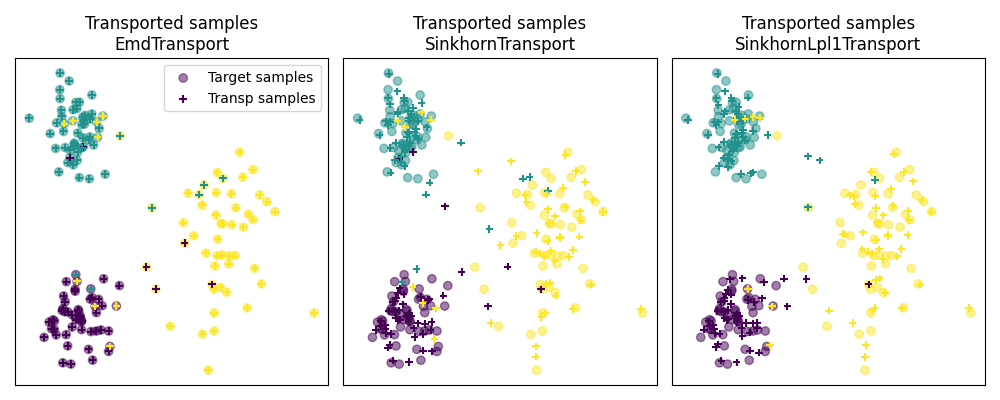 Transported samples
EmdTransport
Transported samples
SinkhornTransport
Transported samples
SinkhornLpl1Transport
Target samples
Transp samples